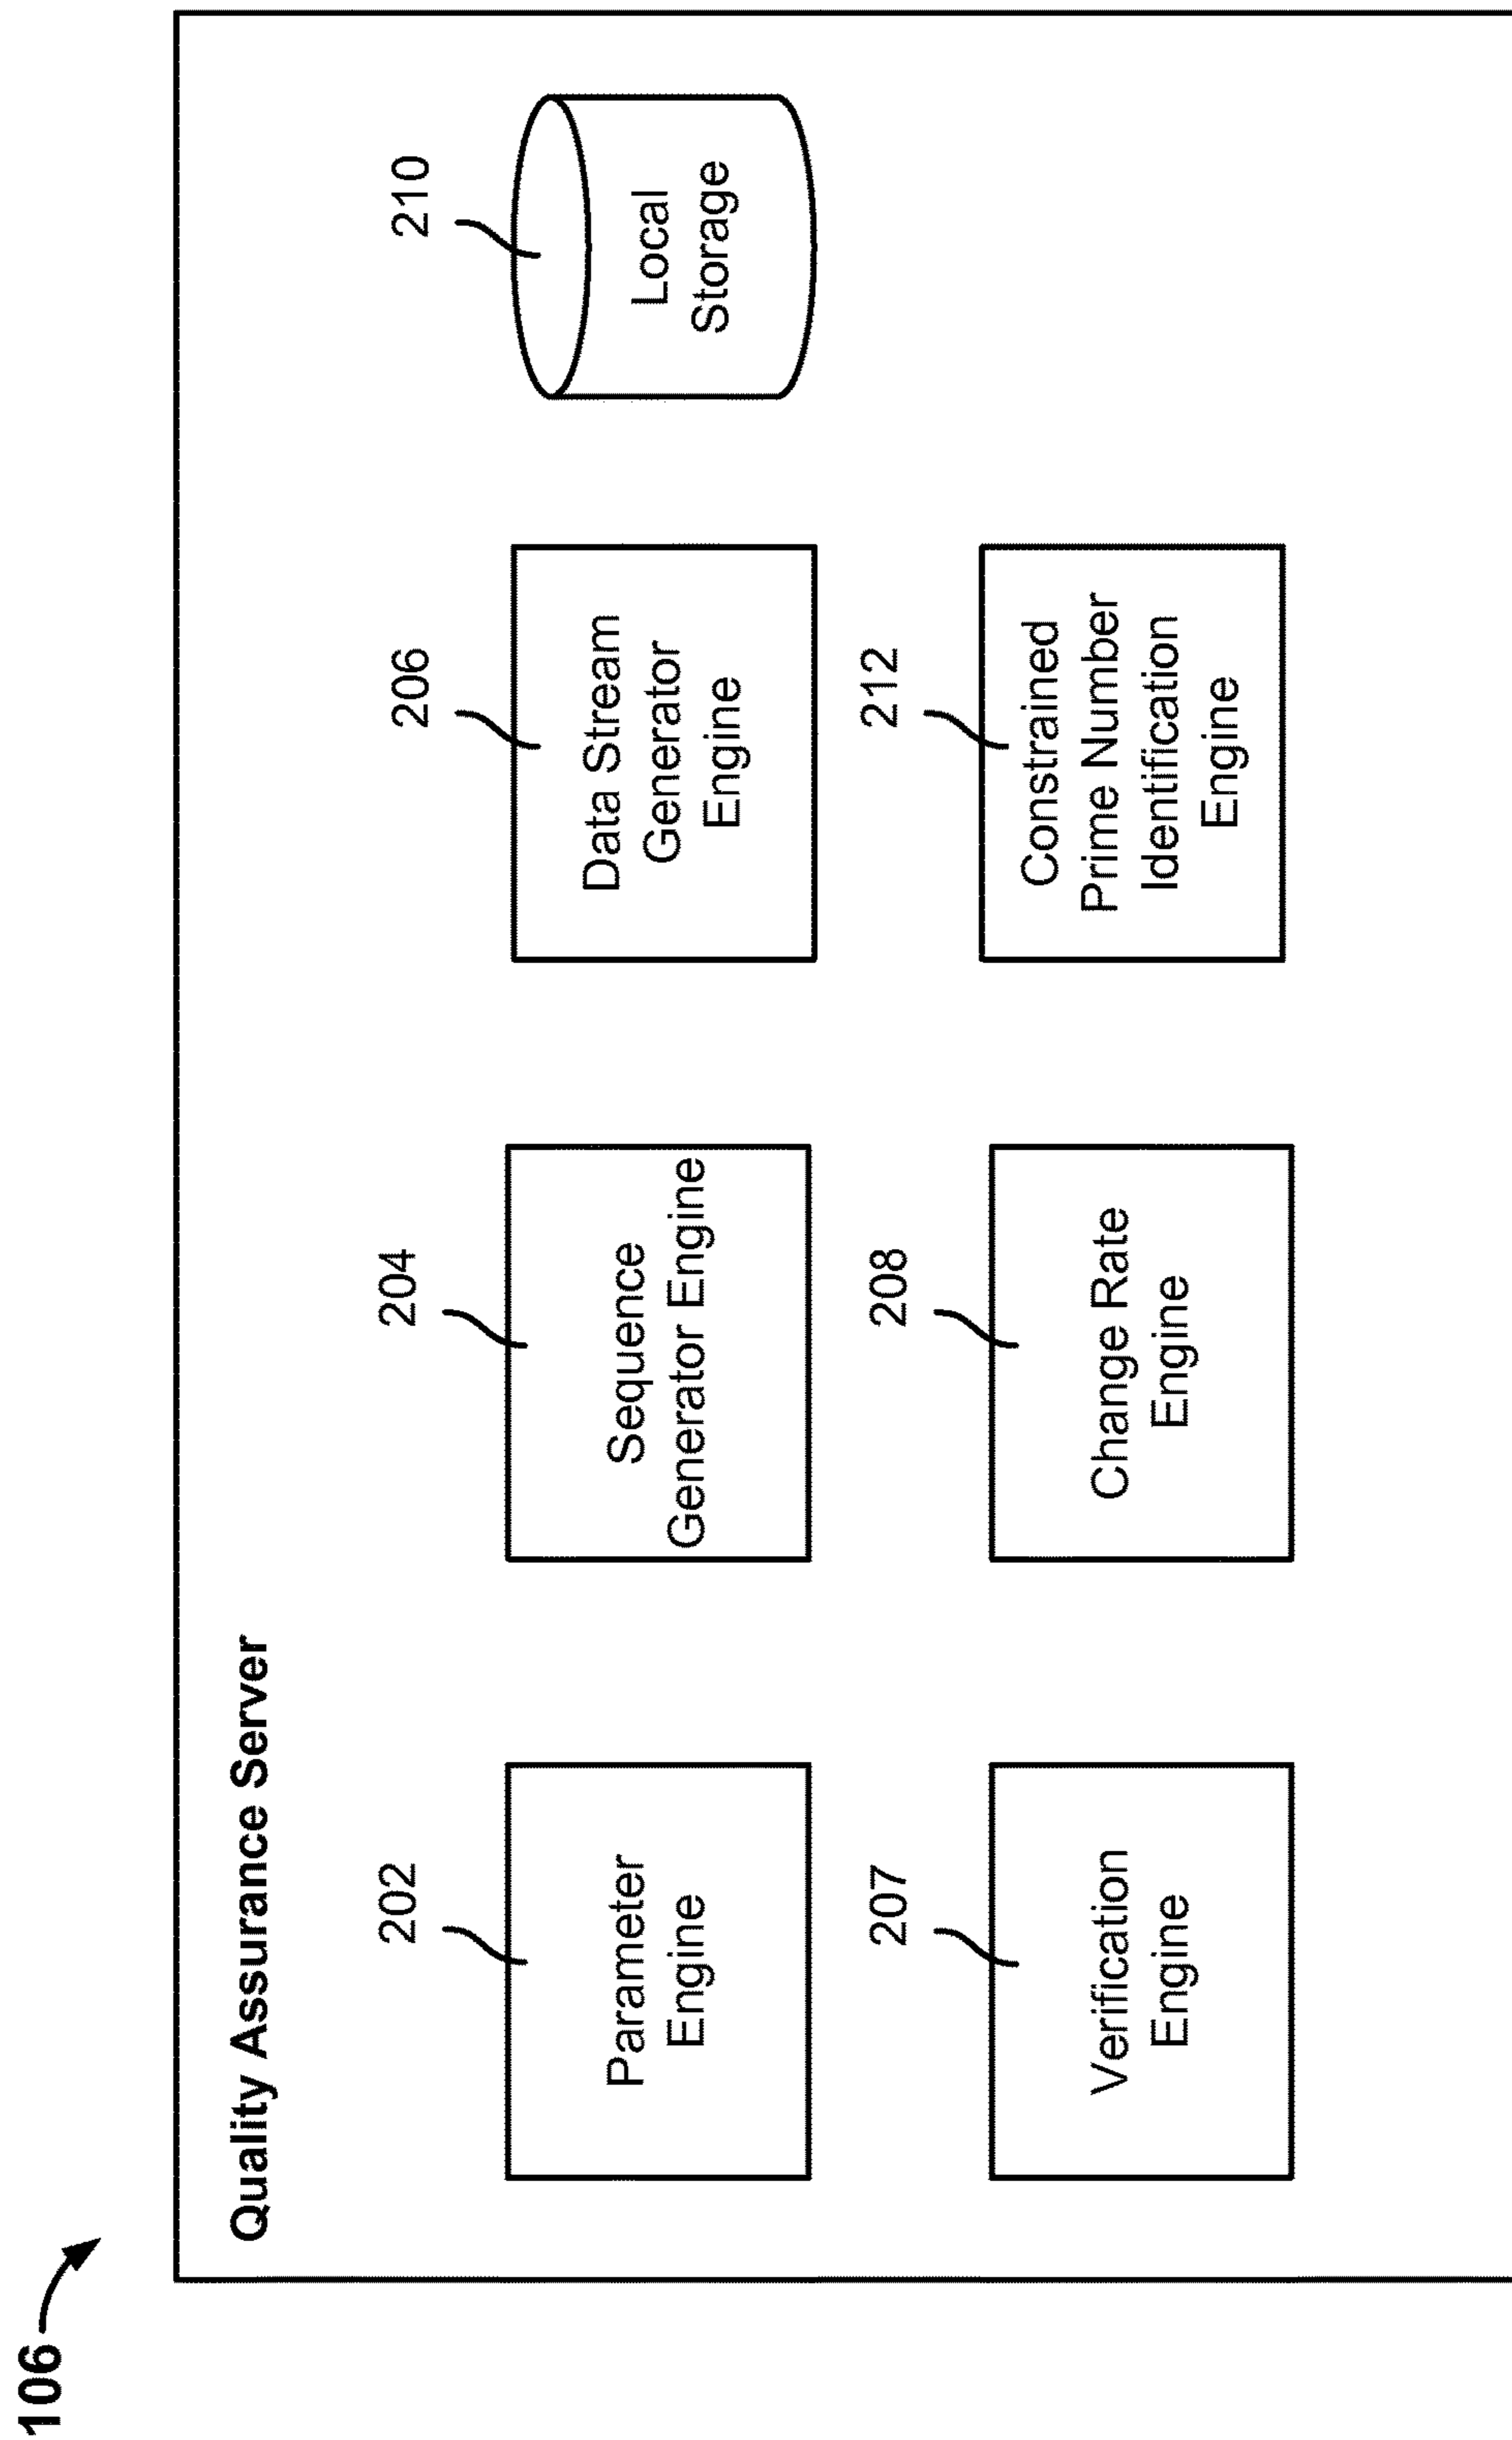 106
Quality Assurance Server
202
Parameter
Engine
204
Sequence
Generator Engine
206
Data Stream
Generator
Engine
210
Local
Storage
207
Verification
Engine
208
Change Rate
Engine
212
Constrained
Prime Number
Identification
Engine